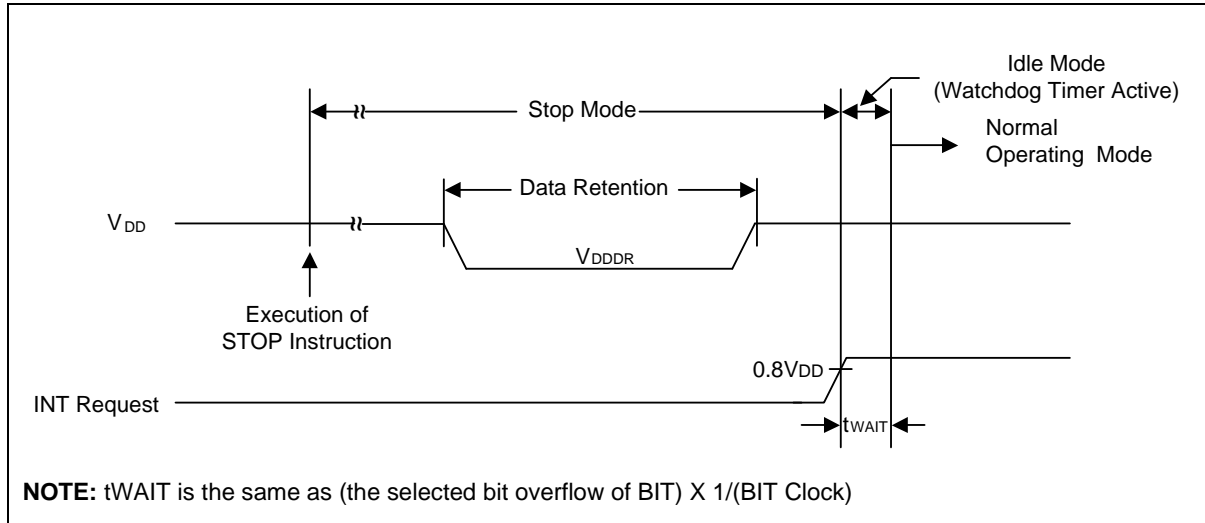 Idle Mode
(Watchdog Timer Active)
Stop Mode
Normal
Operating Mode
Data Retention
VDD
VDDDR
Execution of
STOP Instruction
0.8VDD
INT Request
tWAIT
NOTE: tWAIT is the same as (the selected bit overflow of BIT) X 1/(BIT Clock)